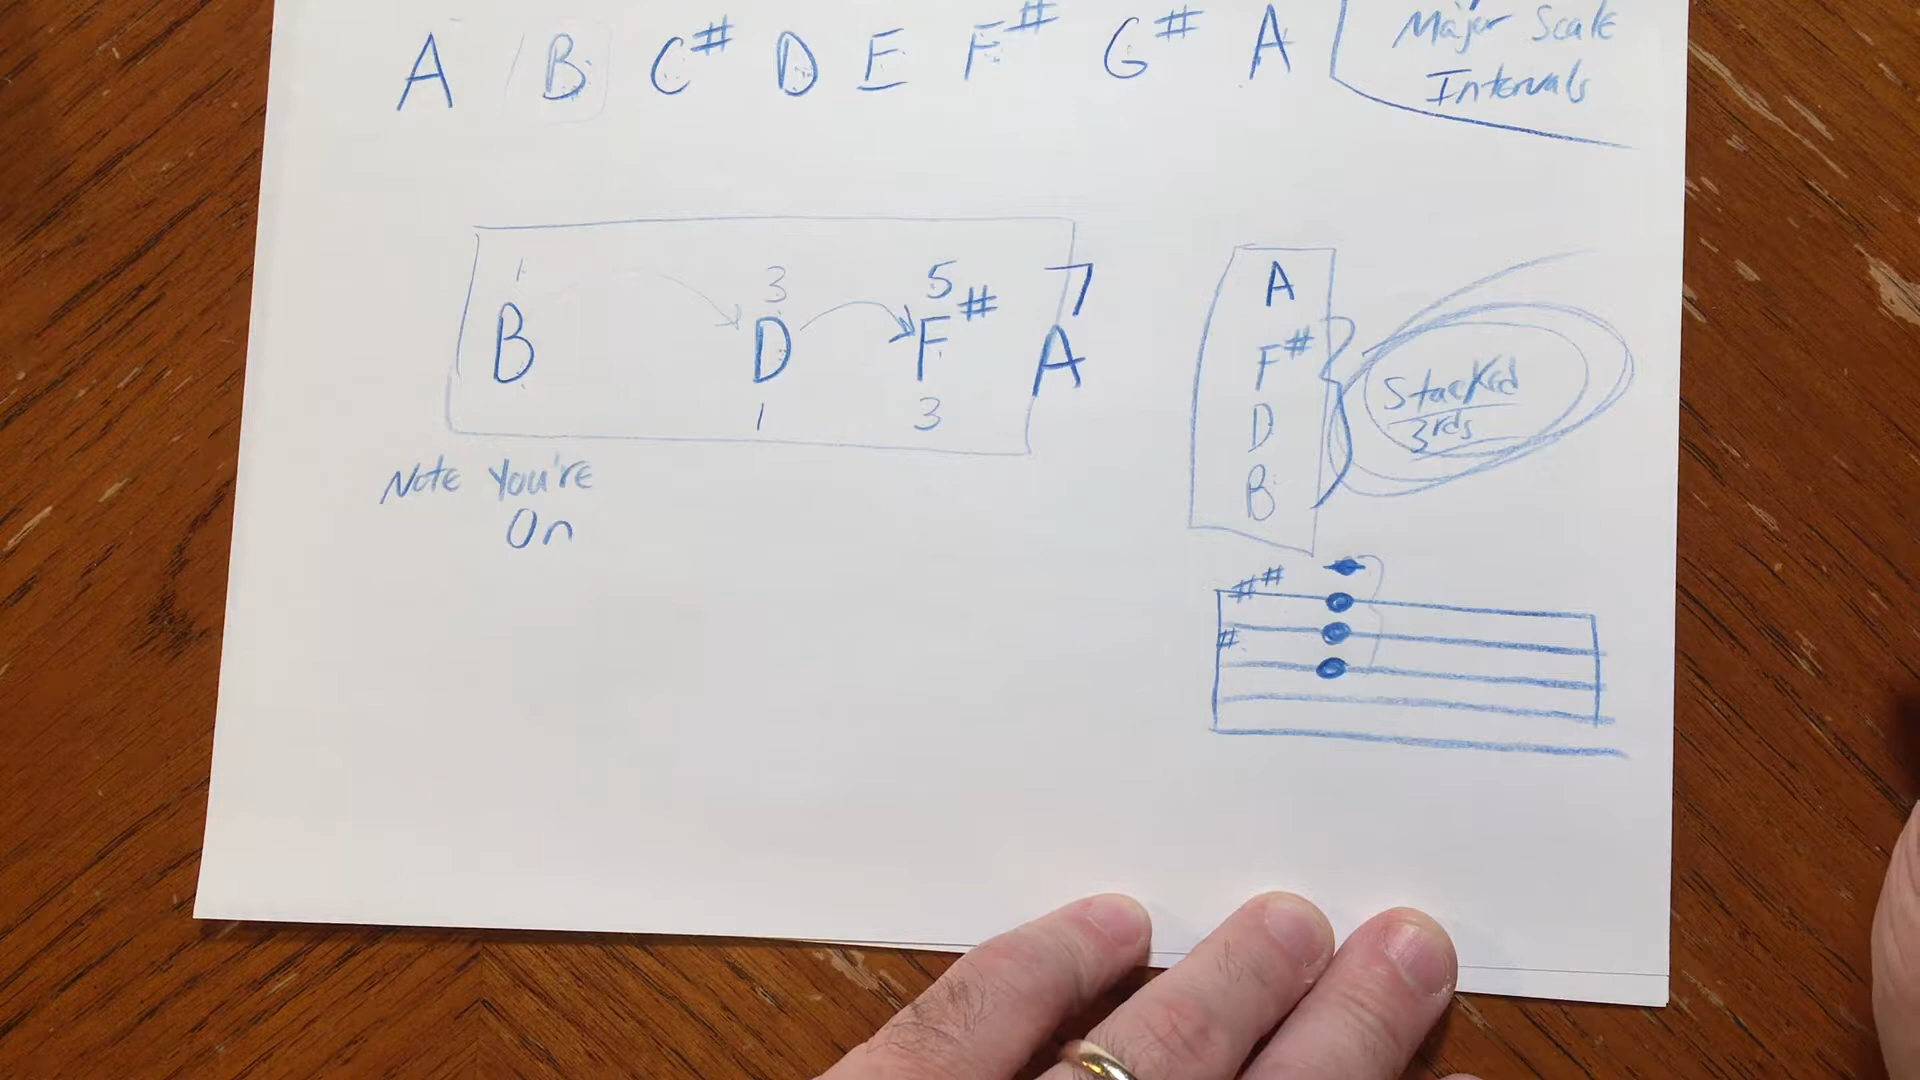 A B C# D E F# G# A
Major Scale
Intervals
1 3 5 7
B D F# A
1 3
Note You're
On
A
F#
D
B
Stacked
3rds
# #
#